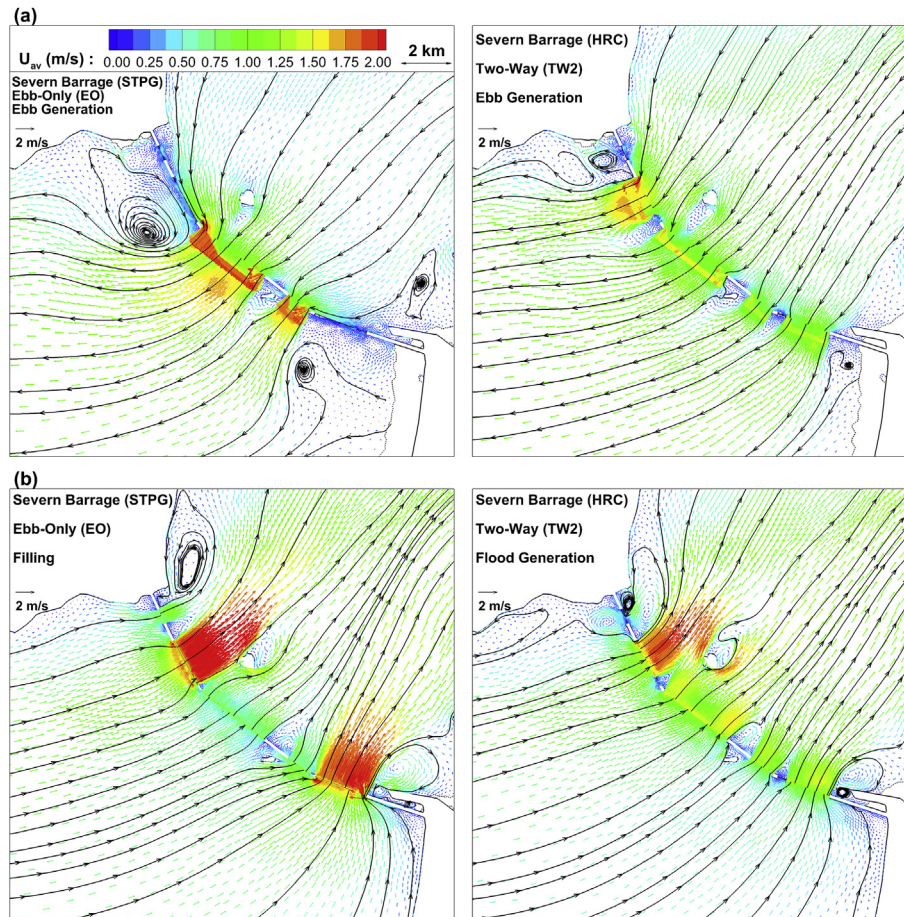 (a)
U_av (m/s) : 0.00 0.25 0.50 0.75 1.00 1.25 1.50 1.75 2.00
2 km
Severn Barrage (STPG)
Ebb-Only (EO)
Ebb Generation
2 m/s
Severn Barrage (HRC)
Two-Way (TW2)
Ebb Generation
2 m/s
(b)
Severn Barrage (STPG)
Ebb-Only (EO)
Filling
2 m/s
Severn Barrage (HRC)
Two-Way (TW2)
Flood Generation
2 m/s